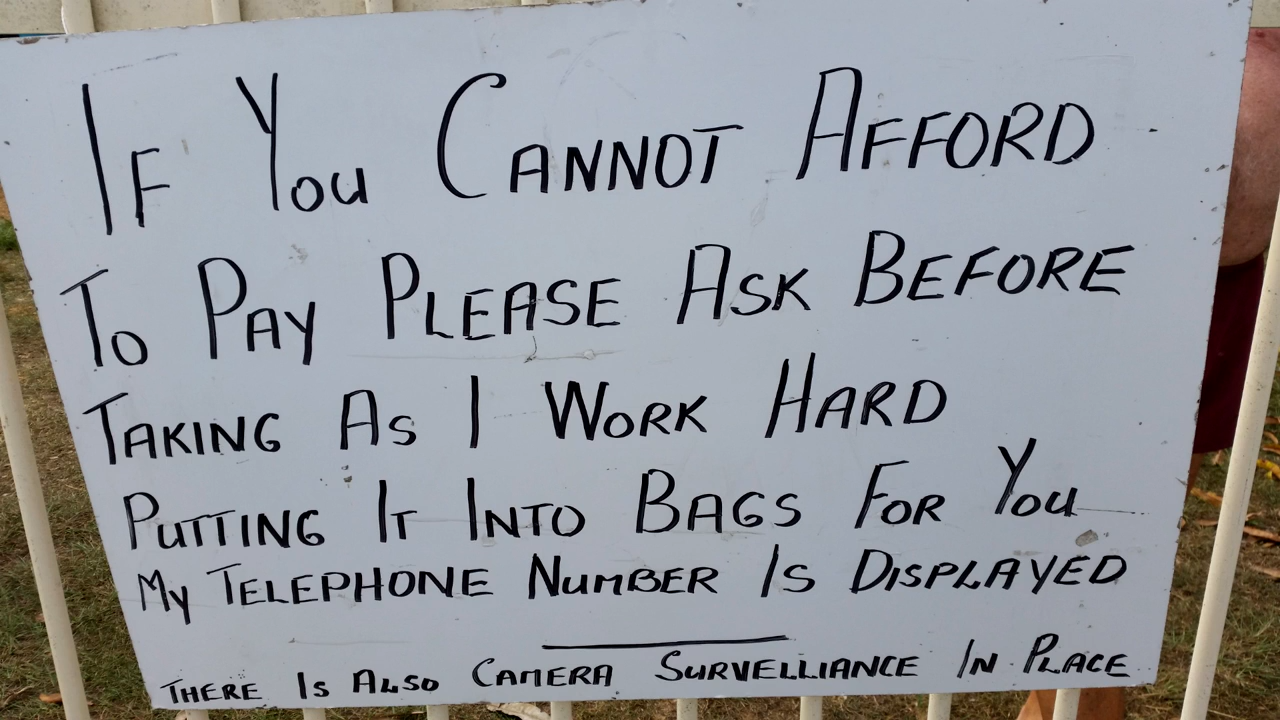 If You Cannot Afford
To Pay Please Ask Before
Taking As I Work Hard
Putting It Into Bags For You
My Telephone Number Is Displayed
There Is Also Camera Survelliance In Place